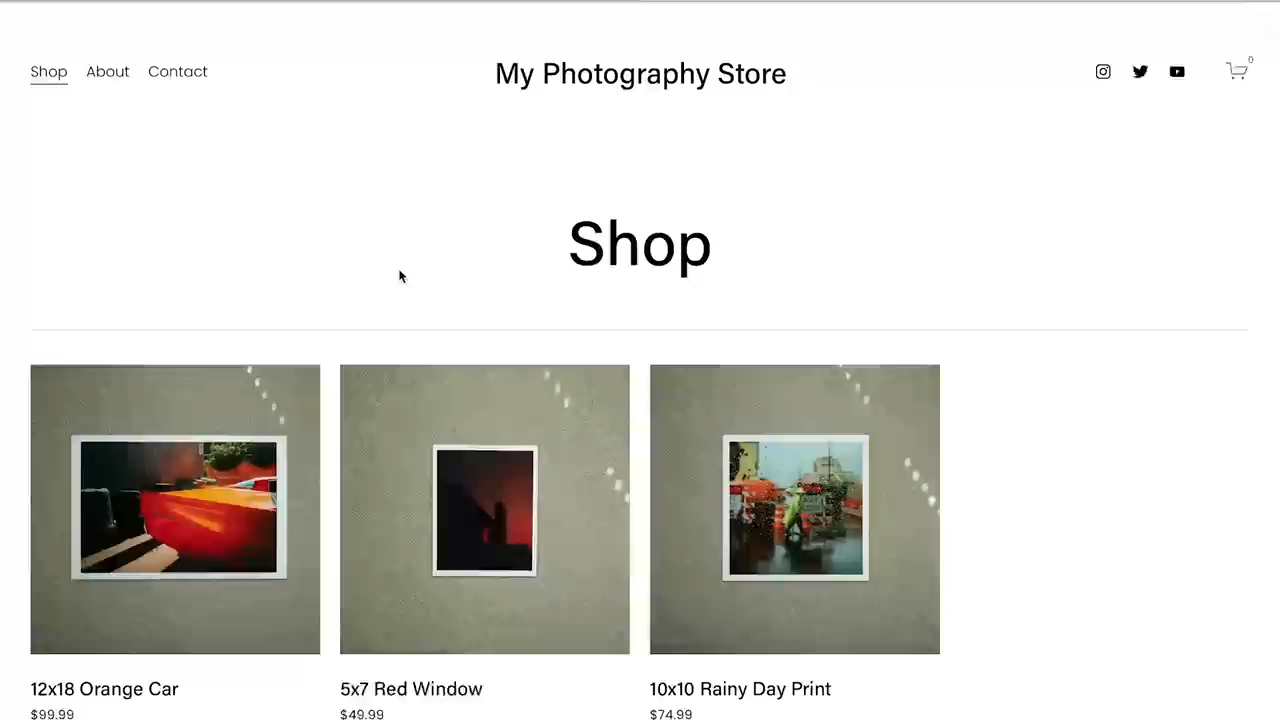 Shop About Contact
My Photography Store
0
Shop
12x18 Orange Car
$99.99
5x7 Red Window
$49.99
10x10 Rainy Day Print
$74.99